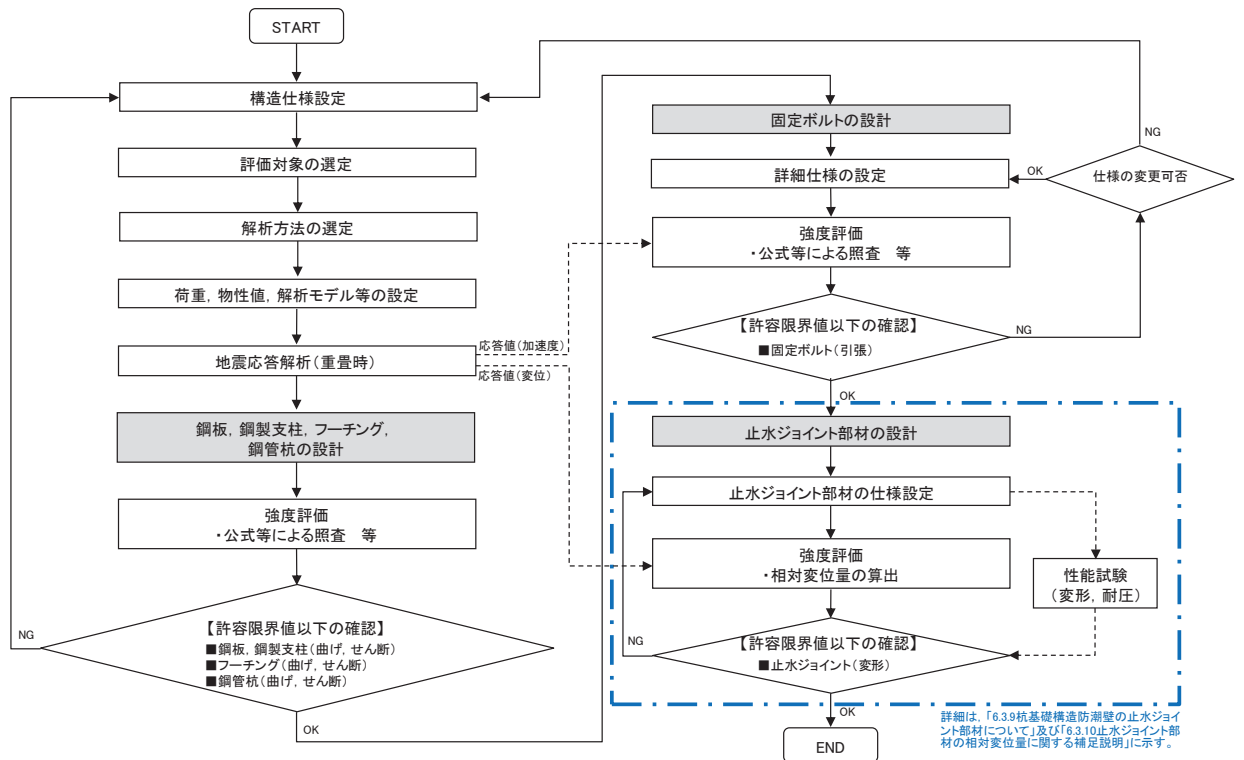 START
構造仕様設定
評価対象の選定
解析方法の選定
荷重, 物性値, 解析モデル等の設定
地震応答解析(重畳時)
応答値(加速度)
応答値(変位)
鋼板, 鋼製支柱, フーチング,
鋼管杭の設計
強度評価
・公式等による照査　等
【許容限界値以下の確認】
■鋼板, 鋼製支柱(曲げ, せん断)
■フーチング(曲げ, せん断)
■鋼管杭(曲げ, せん断)
NG
OK
固定ボルトの設計
詳細仕様の設定
OK
仕様の変更可否
NG
強度評価
・公式等による照査　等
【許容限界値以下の確認】
■固定ボルト(引張)
NG
OK
止水ジョイント部材の設計
止水ジョイント部材の仕様設定
強度評価
・相対変位量の算出
性能試験
(変形, 耐圧)
【許容限界値以下の確認】
■止水ジョイント(変形)
NG
OK
END
詳細は,「6.3.9杭基礎構造防潮壁の止水ジョイ
ント部材について」及び「6.3.10止水ジョイント部
材の相対変位量に関する補足説明」に示す。